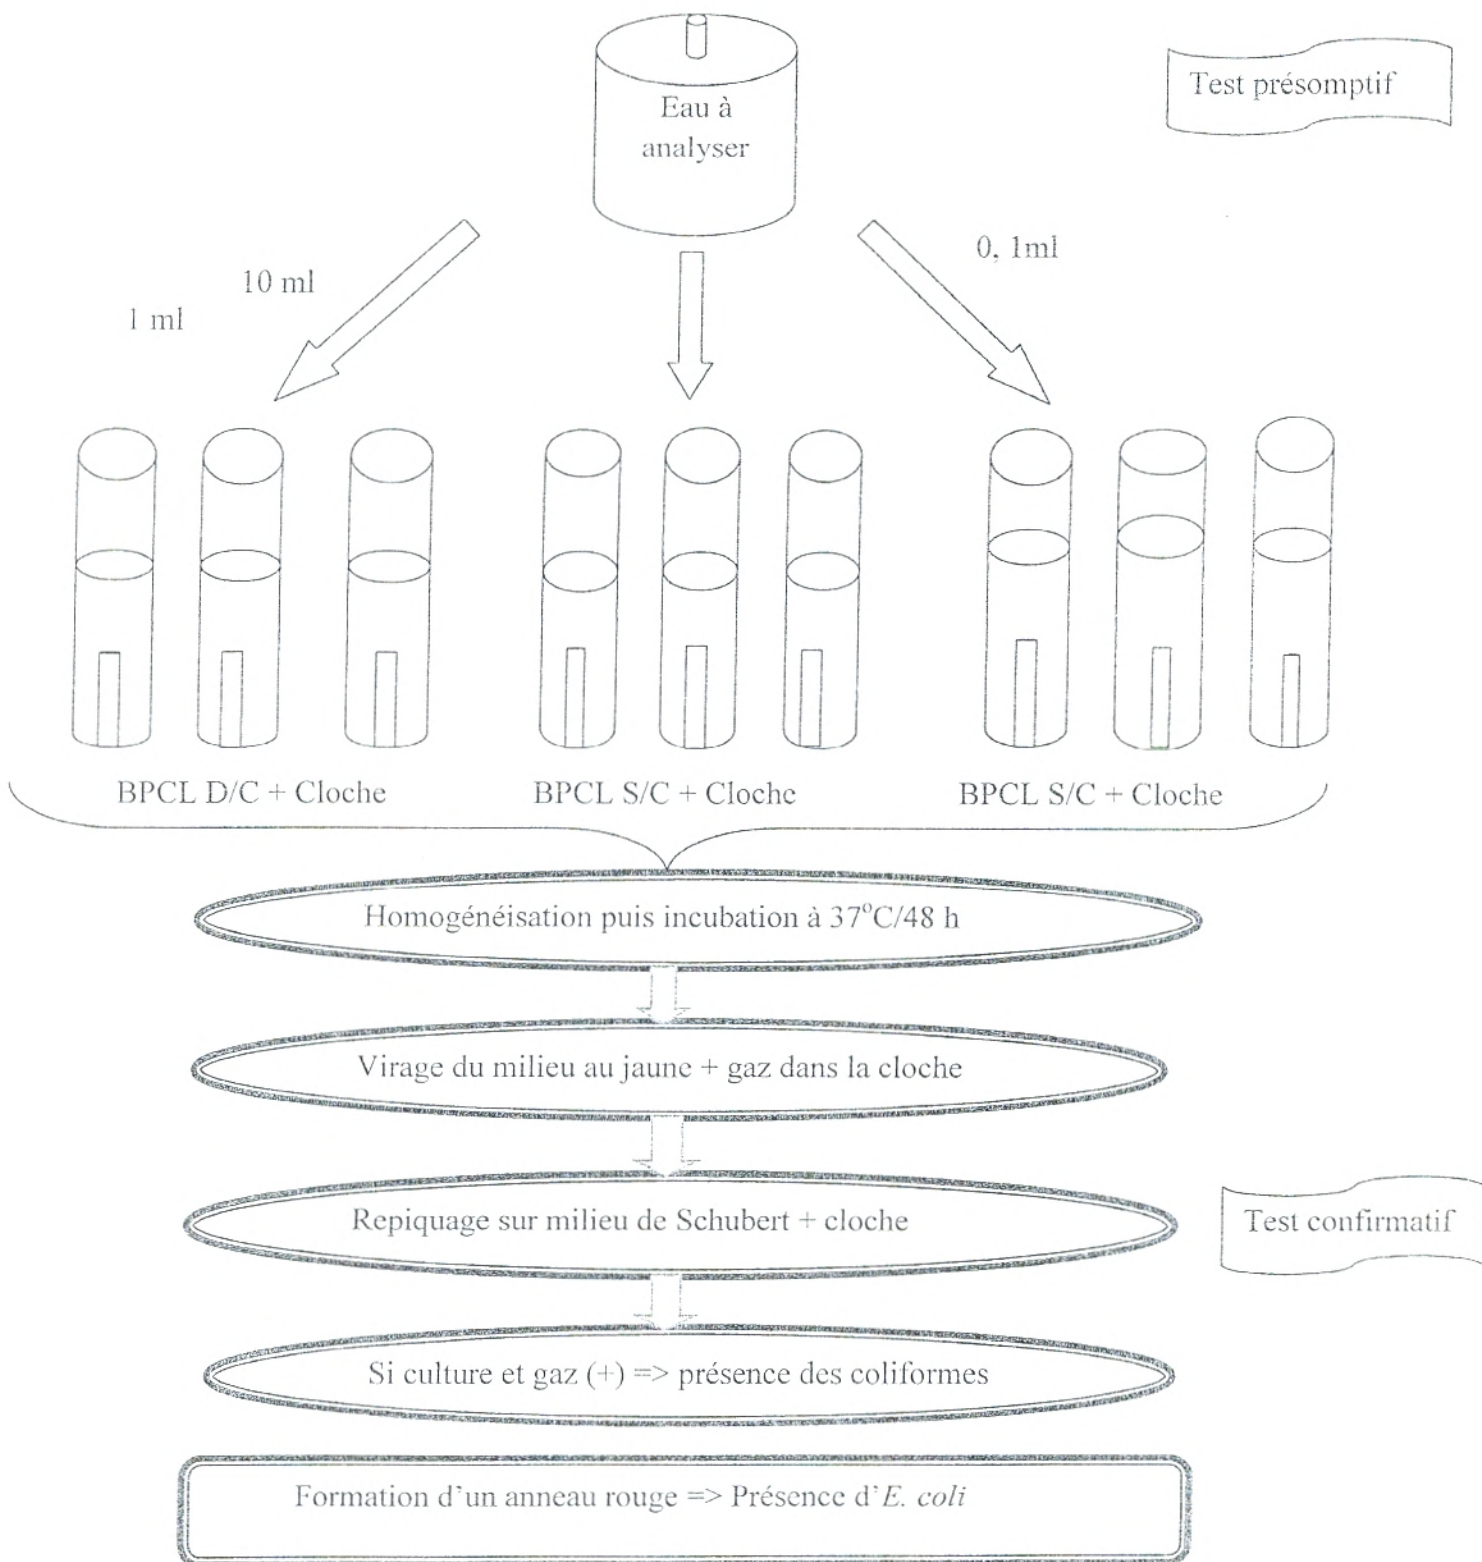 Eau à
analyser
Test présomptif
0, 1ml
10 ml
1 ml
BPCL D/C + Cloche
BPCL S/C + Cloche
BPCL S/C + Cloche
Homogénéisation puis incubation à 37°C/48 h
Virage du milieu au jaune + gaz dans la cloche
Repiquage sur milieu de Schubert + cloche
Test confirmatif
Si culture et gaz (+) => présence des coliformes
Formation d'un anneau rouge => Présence d'E. coli